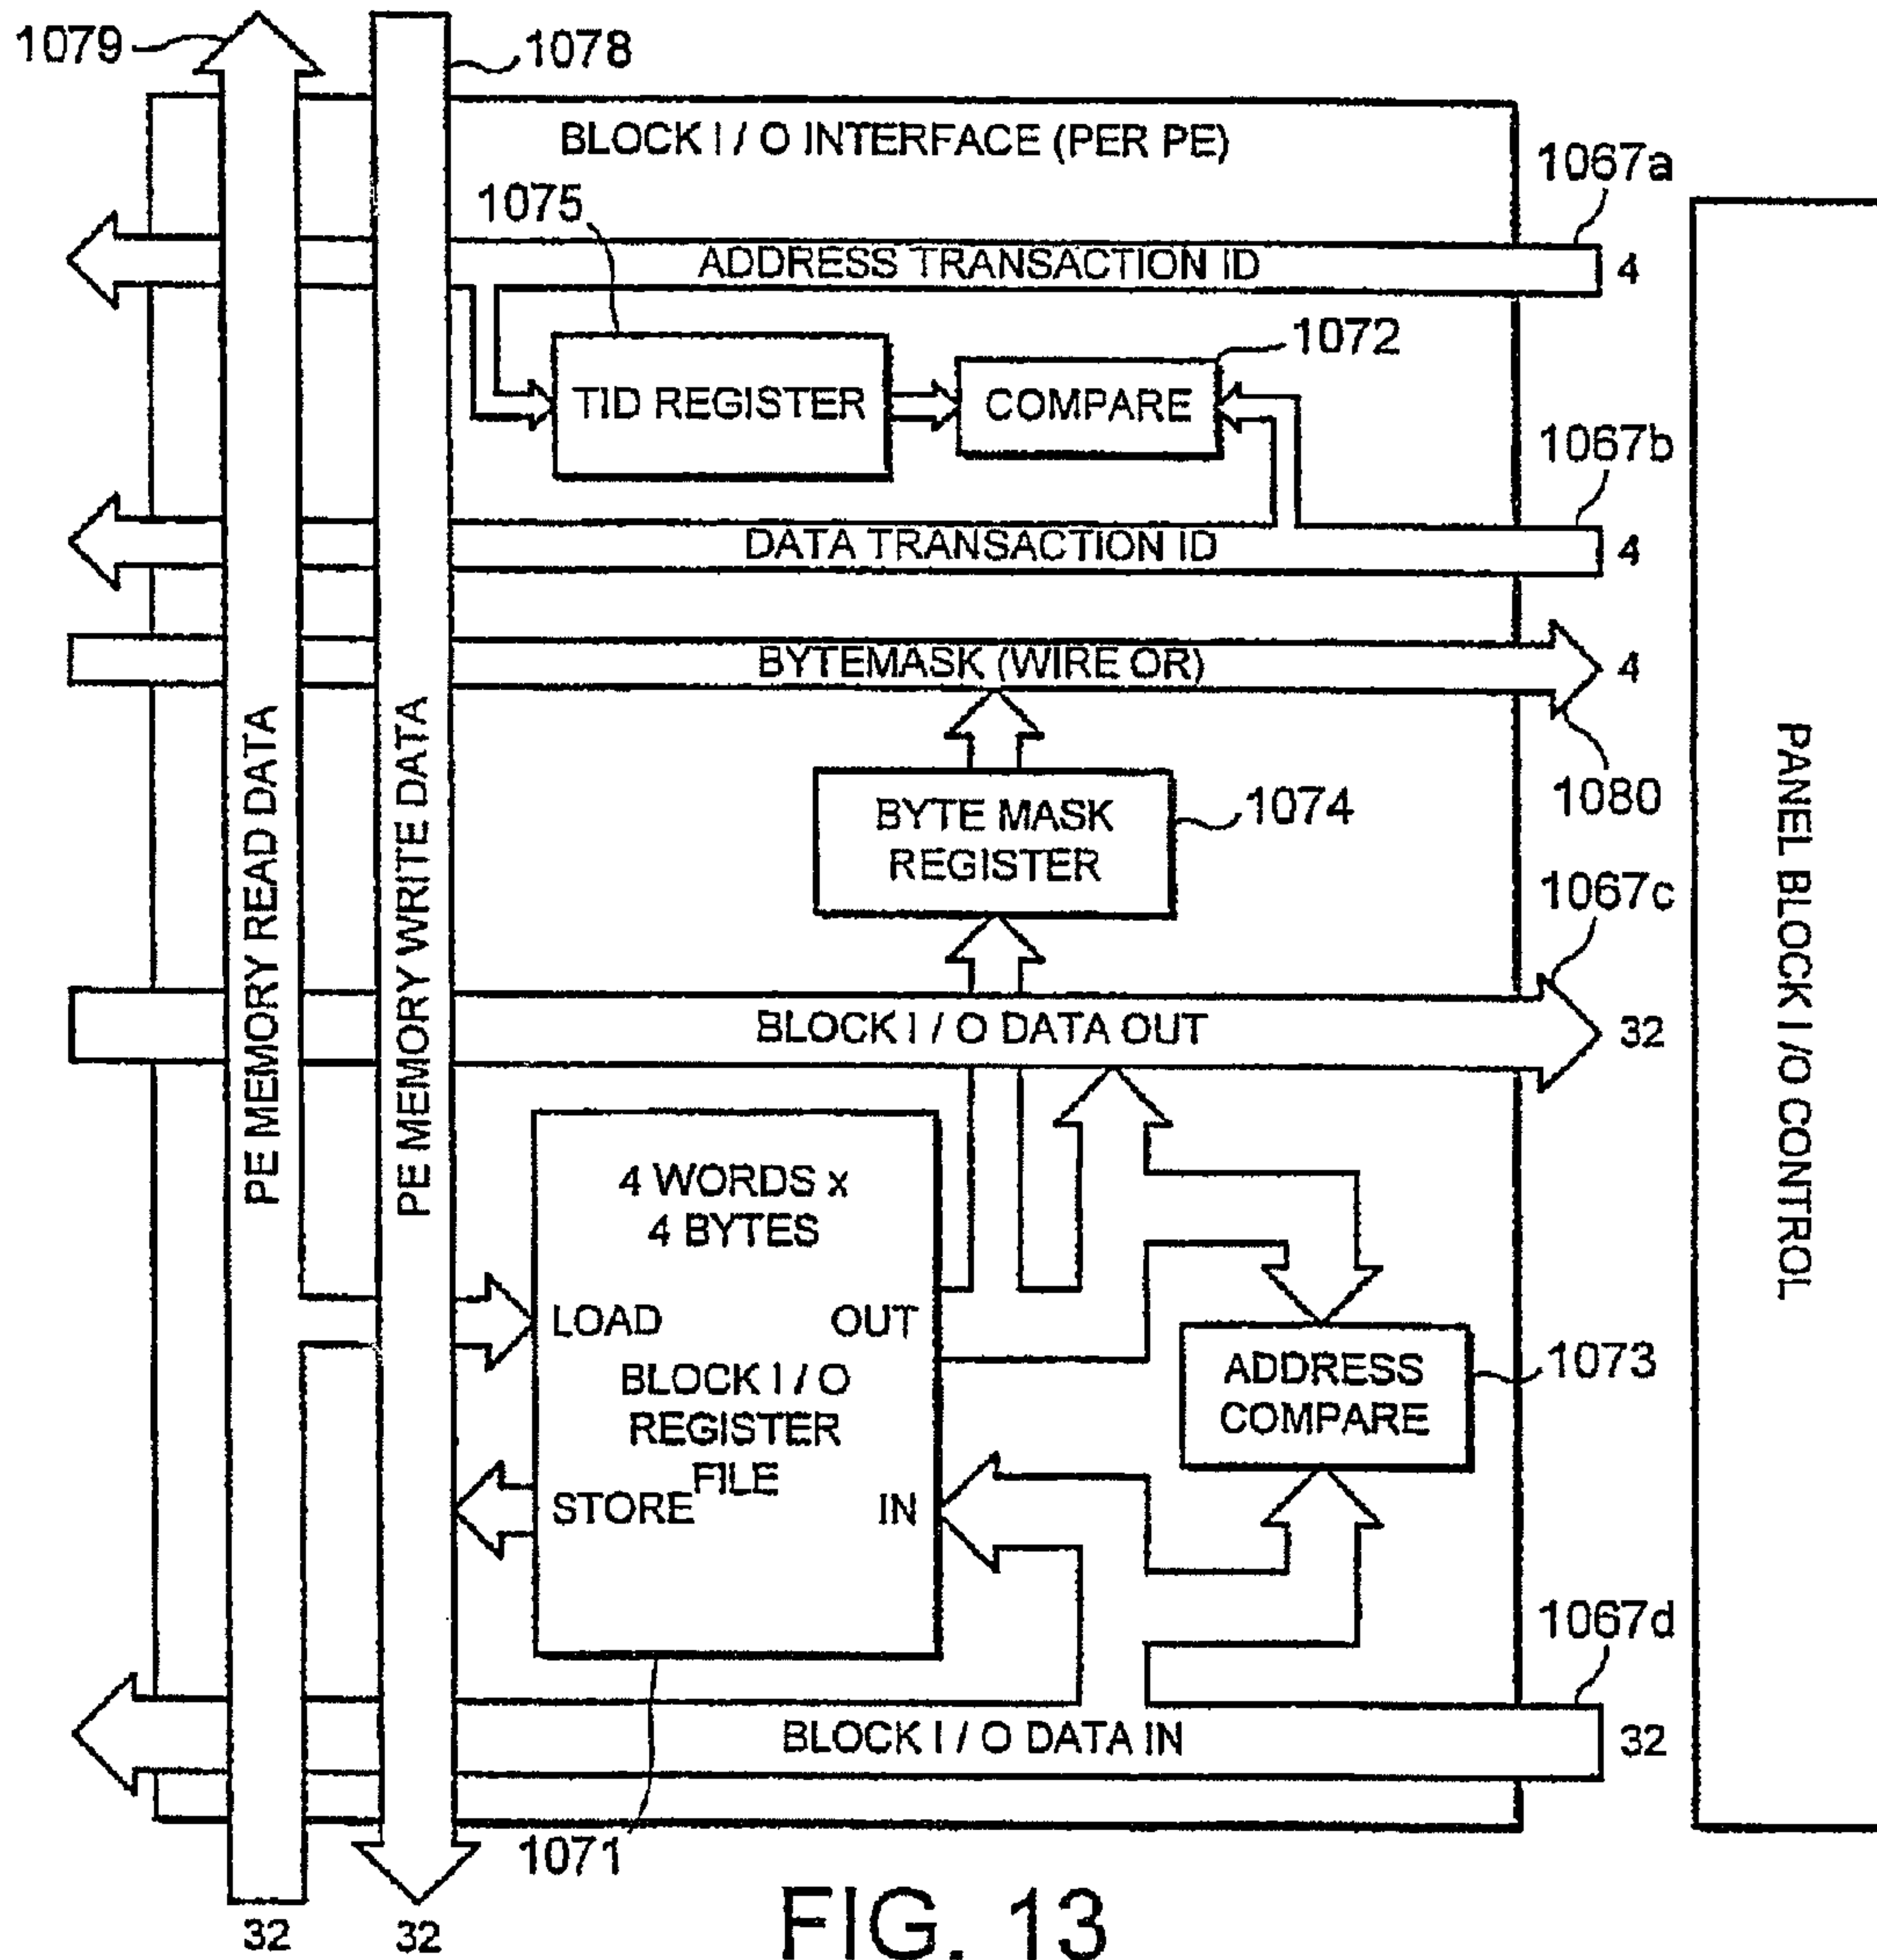 1079
1078
BLOCK I / O INTERFACE (PER PE)
1067a
1075
ADDRESS TRANSACTION ID
4
1072
TID REGISTER
COMPARE
1067b
DATA TRANSACTION ID
4
BYTEMASK (WIRE OR)
4
1080
BYTE MASK
REGISTER
1074
1067c
PE MEMORY READ DATA
PE MEMORY WRITE DATA
PANEL BLOCK I /O CONTROL
BLOCK I / O DATA OUT
32
4 WORDS x
4 BYTES
LOAD
OUT
BLOCK I / O
REGISTER
FILE
STORE
IN
ADDRESS
COMPARE
1073
1067d
BLOCK I / O DATA IN
32
1071
32
32
FIG. 13